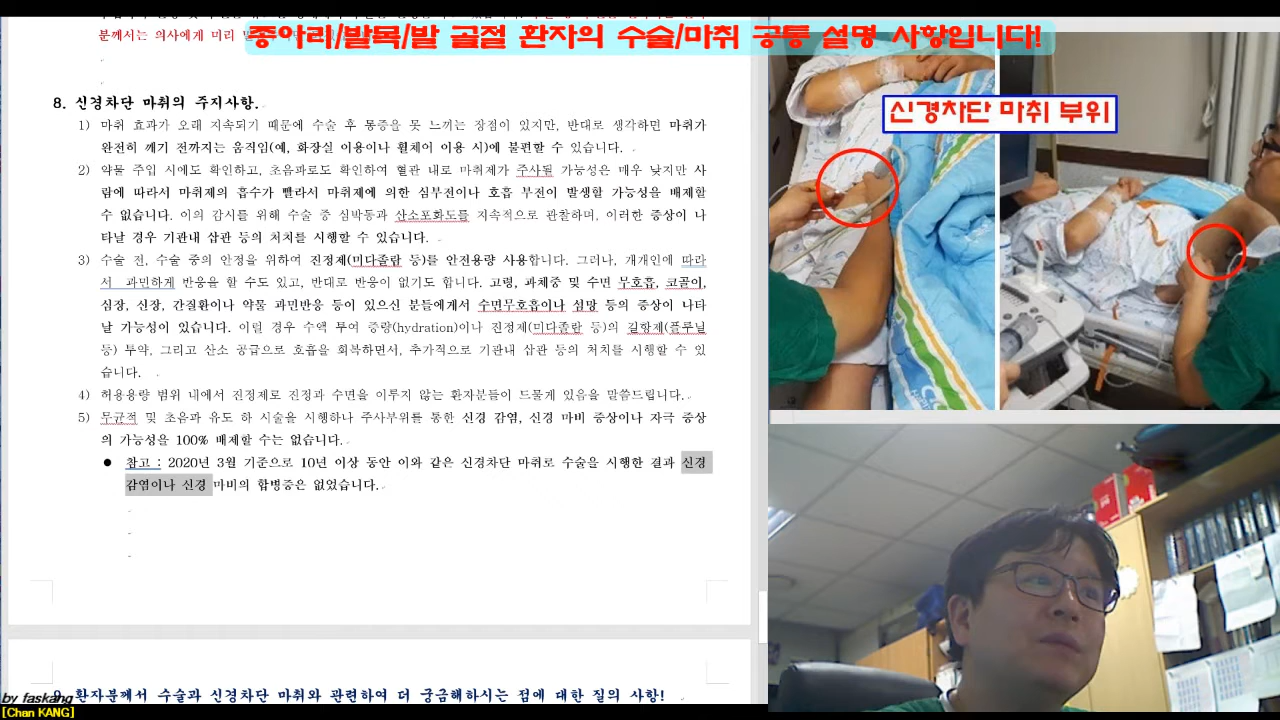 종아리/발목/발 골절 환자의 수술/마취 공통 설명 사항입니다!
분께서는 의사에게 미리
8. 신경차단 마취의 주지사항.
1) 마취 효과가 오래 지속되기 때문에 수술 후 통증은 못 느끼는 장점이 있지만, 반대로 생각하면 마취가
완전히 깨기 전까지는 움직임(예, 화장실 이용이나 휠체어 이용 시)에 불편할 수 있습니다.
2) 약물 주입 시에도 확인하고, 초음파로도 확인하여 혈관 내로 마취제가 주사될 가능성은 매우 낮지만 사
람에 따라서 마취제의 흡수가 빨라서 마취제에 의한 심부전이나 호흡 부전이 발생할 가능성을 배제할
수 없습니다. 이의 감시를 위해 수술 중 심박동과 산소포화도를 지속적으로 관찰하며, 이러한 증상이 나
타날 경우 기관내 삽관 등의 처치를 시행할 수 있습니다.
3) 수술 전, 수술 중의 안정을 위하여 진정제(미다졸람 등)를 안전용량 사용합니다. 그러나, 개개인에 따라
서 과민하게 반응을 할 수도 있고, 반대로 반응이 없기도 합니다. 고령, 과체중 및 수면 무호흡, 코골이,
심장, 신장, 간질환이나 약물 과민반응 등이 있으신 분들에게서 수면무호흡이나 섬망 등의 증상이 나타
날 가능성이 있습니다. 이럴 경우 수액 투여 증량(hydration)이나 진정제(미다졸람 등)의 길항제(플루닐
등) 투약, 그리고 산소 공급으로 호흡을 회복하면서, 추가적으로 기관내 삽관 등의 처치를 시행할 수 있
습니다.
4) 허용용량 범위 내에서 진정제로 진정과 수면을 이루지 않는 환자분들이 드물게 있음을 말씀드립니다.
5) 무균적 및 초음파 유도 하 시술을 시행하나 주사부위를 통한 신경 감염, 신경 마비 증상이나 자극 증상
의 가능성을 100% 배제할 수는 없습니다.
● 참고 : 2020년 3월 기준으로 10년 이상 동안 이와 같은 신경차단 마취로 수술을 시행한 결과 신경
감염이나 신경 마비의 합병증은 없었습니다.
9. 환자분께서 수술과 신경차단 마취와 관련하여 더 궁금해하시는 점에 대한 질의 사항!
by faskang
[Chan KANG]
신경차단 마취 부위